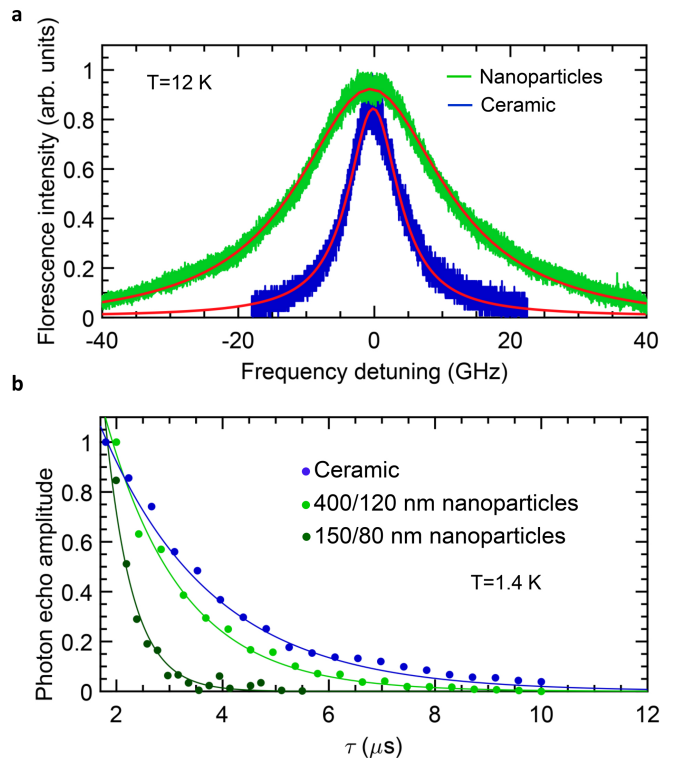 a
Florescence intensity (arb. units)
1
0.8
0.6
0.4
0.2
0
T=12 K
Nanoparticles
Ceramic
-40 -20 0 20 40
Frequency detuning (GHz)
b
Photon echo amplitude
1
0.8
0.6
0.4
0.2
0
Ceramic
400/120 nm nanoparticles
150/80 nm nanoparticles
T=1.4 K
2 4 6 8 10 12
τ (μs)